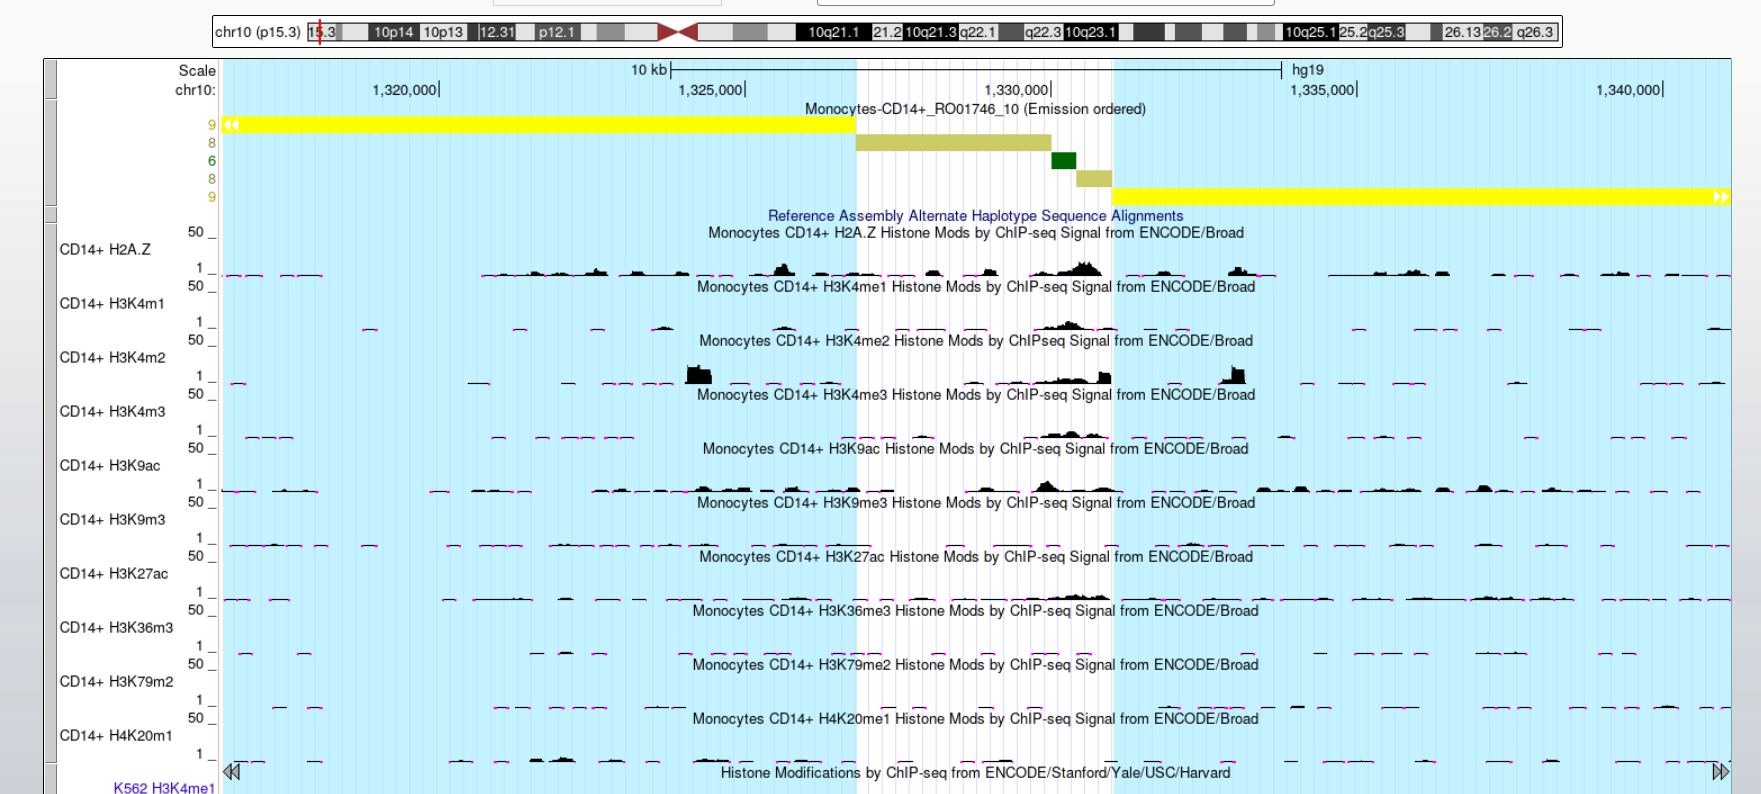 chr10 (p15.3) 15.3 10p14 10p13 12.31 p12.1 10q21.1 21.2 10q21.3 q22.1 q22.3 10q23.1 10q25.1 25.2 q25.3 26.13 26.2 q26.3
Scale 10 kb hg19
chr10: 1,320,000 1,325,000 1,330,000 1,335,000 1,340,000
Monocytes-CD14+_RO01746_10 (Emission ordered)
9
8
6
8
9
Reference Assembly Alternate Haplotype Sequence Alignments
50 _ Monocytes CD14+ H2A.Z Histone Mods by ChIP-seq Signal from ENCODE/Broad
CD14+ H2A.Z
1 _
50 _ Monocytes CD14+ H3K4me1 Histone Mods by ChIP-seq Signal from ENCODE/Broad
CD14+ H3K4m1
1 _
50 _ Monocytes CD14+ H3K4me2 Histone Mods by ChIPseq Signal from ENCODE/Broad
CD14+ H3K4m2
1 _
50 _ Monocytes CD14+ H3K4me3 Histone Mods by ChIP-seq Signal from ENCODE/Broad
CD14+ H3K4m3
1 _
50 _ Monocytes CD14+ H3K9ac Histone Mods by ChIP-seq Signal from ENCODE/Broad
CD14+ H3K9ac
1 _
50 _ Monocytes CD14+ H3K9me3 Histone Mods by ChIP-seq Signal from ENCODE/Broad
CD14+ H3K9m3
1 _
50 _ Monocytes CD14+ H3K27ac Histone Mods by ChIP-seq Signal from ENCODE/Broad
CD14+ H3K27ac
1 _
50 _ Monocytes CD14+ H3K36me3 Histone Mods by ChIP-seq Signal from ENCODE/Broad
CD14+ H3K36m3
1 _
50 _ Monocytes CD14+ H3K79me2 Histone Mods by ChIP-seq Signal from ENCODE/Broad
CD14+ H3K79m2
1 _
50 _ Monocytes CD14+ H4K20me1 Histone Mods by ChIP-seq Signal from ENCODE/Broad
CD14+ H4K20m1
1 _
Histone Modifications by ChIP-seq from ENCODE/Stanford/Yale/USC/Harvard
K562 H3K4me1